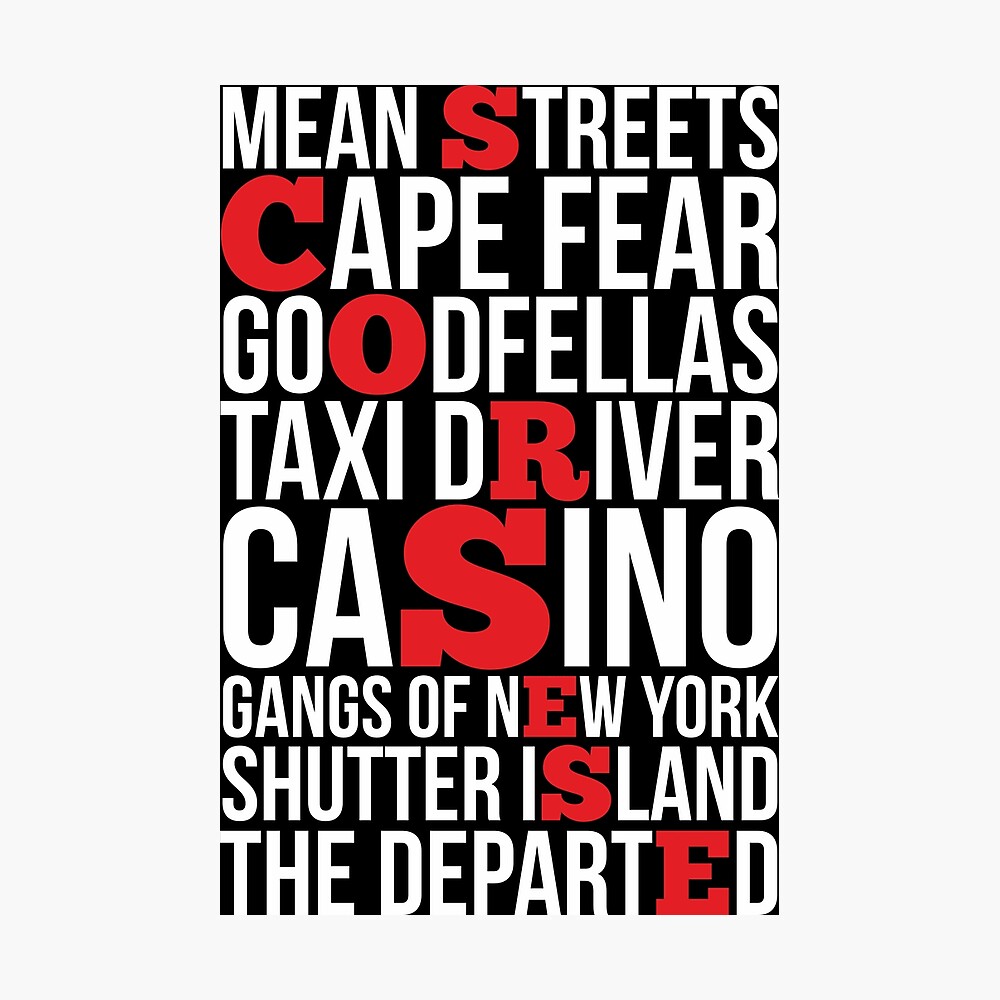 MEAN STREETS
CAPE FEAR
GOODFELLAS
TAXI DRIVER
CASINO
GANGS OF NEW YORK
SHUTTER ISLAND
THE DEPARTED